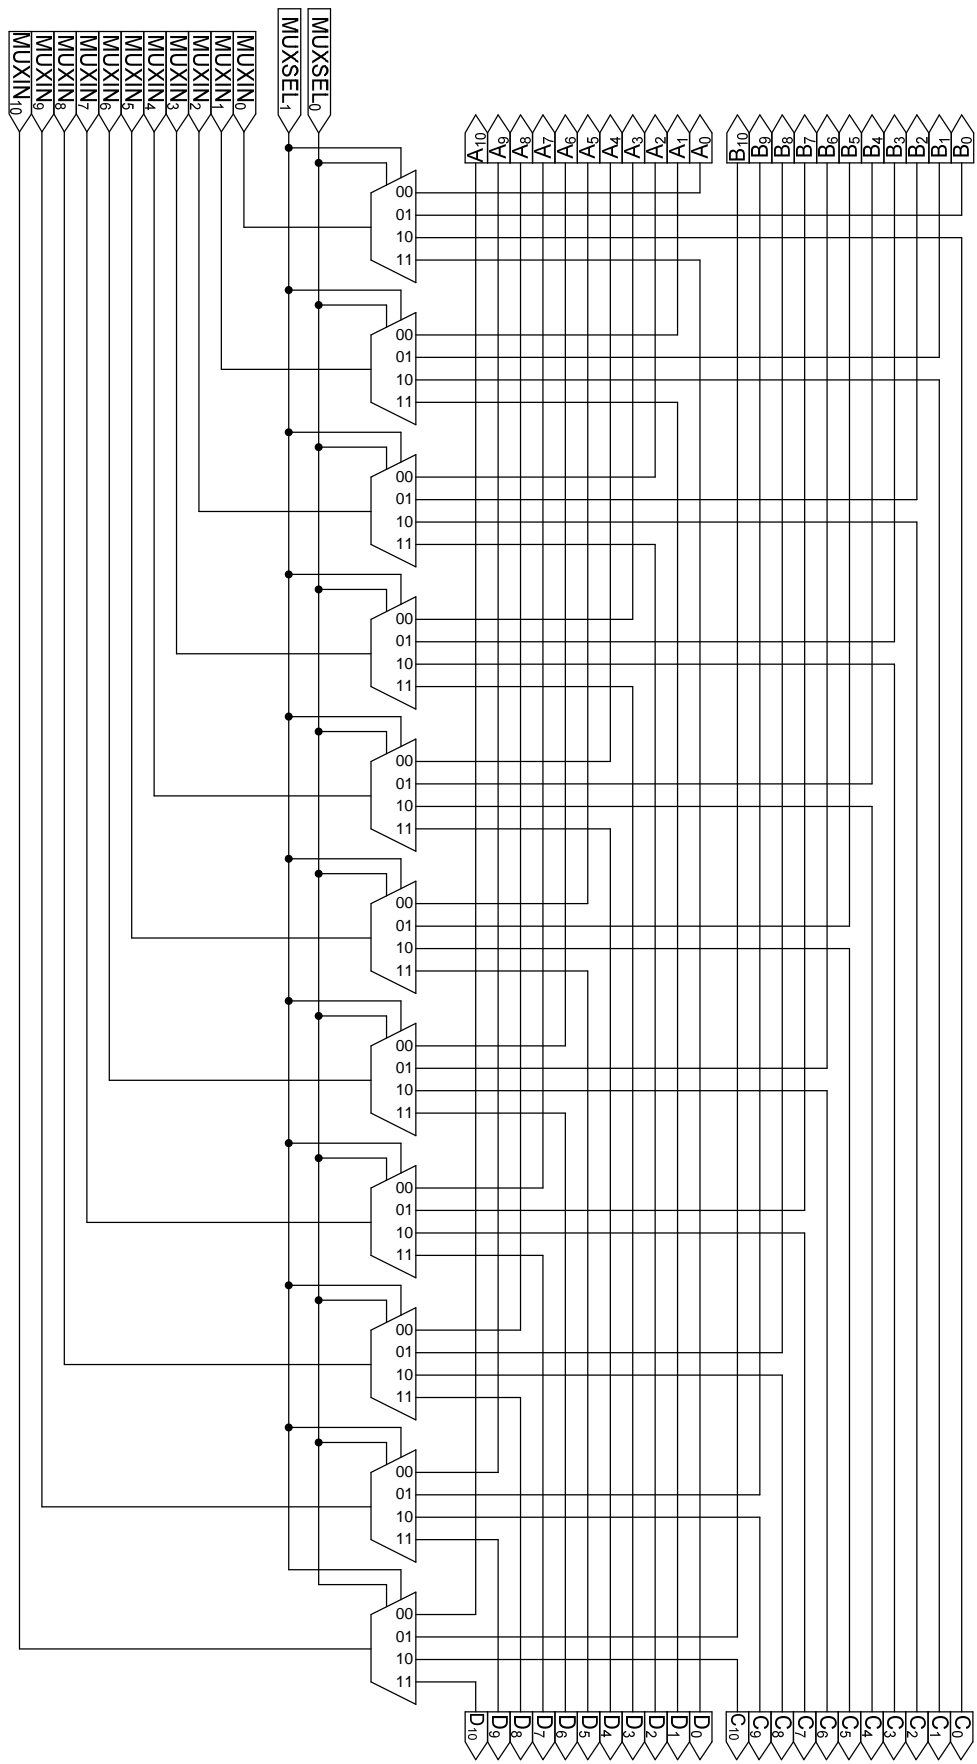 MUXSEL1
MUXSEL0
MUXIN10
MUXIN9
MUXIN8
MUXIN7
MUXIN6
MUXIN5
MUXIN4
MUXIN3
MUXIN2
MUXIN1
MUXIN0
A10
A9
A8
A7
A6
A5
A4
A3
A2
A1
A0
B10
B9
B8
B7
B6
B5
B4
B3
B2
B1
B0
00
01
10
11
00
01
10
11
00
01
10
11
00
01
10
11
00
01
10
11
00
01
10
11
00
01
10
11
00
01
10
11
00
01
10
11
00
01
10
11
00
01
10
11
D10
D9
D8
D7
D6
D5
D4
D3
D2
D1
D0
C10
C9
C8
C7
C6
C5
C4
C3
C2
C1
C0